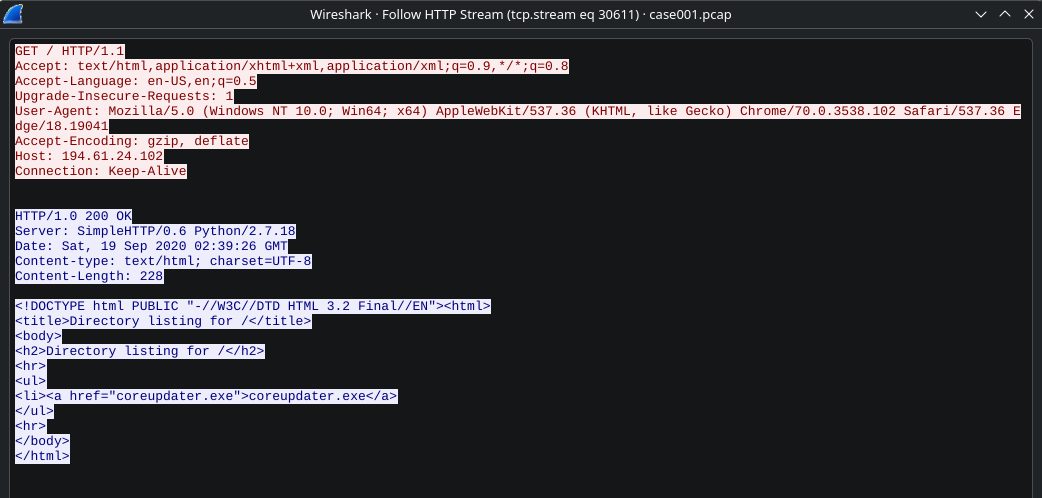 Wireshark · Follow HTTP Stream (tcp.stream eq 30611) · case001.pcap
GET / HTTP/1.1
Accept: text/html,application/xhtml+xml,application/xml;q=0.9,*/*;q=0.8
Accept-Language: en-US,en;q=0.5
Upgrade-Insecure-Requests: 1
User-Agent: Mozilla/5.0 (Windows NT 10.0; Win64; x64) AppleWebKit/537.36 (KHTML, like Gecko) Chrome/70.0.3538.102 Safari/537.36 E
dge/18.19041
Accept-Encoding: gzip, deflate
Host: 194.61.24.102
Connection: Keep-Alive
HTTP/1.0 200 OK
Server: SimpleHTTP/0.6 Python/2.7.18
Date: Sat, 19 Sep 2020 02:39:26 GMT
Content-type: text/html; charset=UTF-8
Content-Length: 228
<!DOCTYPE html PUBLIC "-//W3C//DTD HTML 3.2 Final//EN"><html>
<title>Directory listing for /</title>
<body>
<h2>Directory listing for /</h2>
<hr>
<ul>
<li><a href="coreupdater.exe">coreupdater.exe</a>
</ul>
<hr>
</body>
</html>